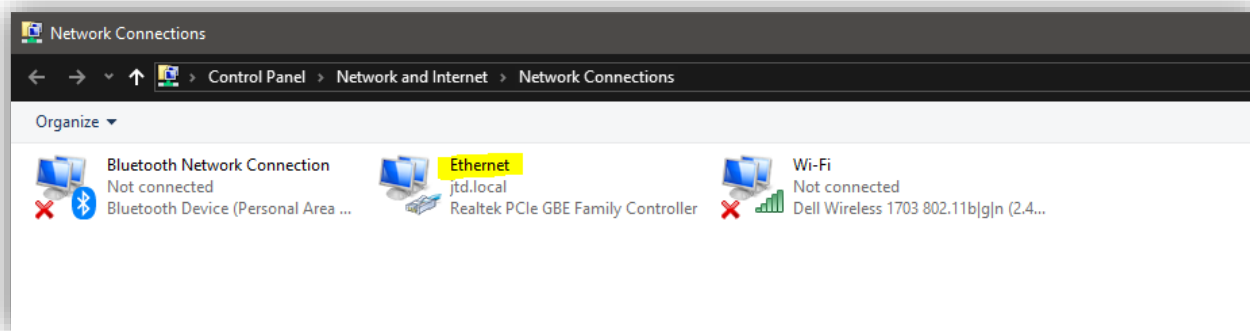 Network Connections
Control Panel > Network and Internet > Network Connections
Organize
Bluetooth Network Connection
Not connected
Bluetooth Device (Personal Area ...
Ethernet
jtd.local
Realtek PCIe GBE Family Controller
Wi-Fi
Not connected
Dell Wireless 1703 802.11b|g|n (2.4...